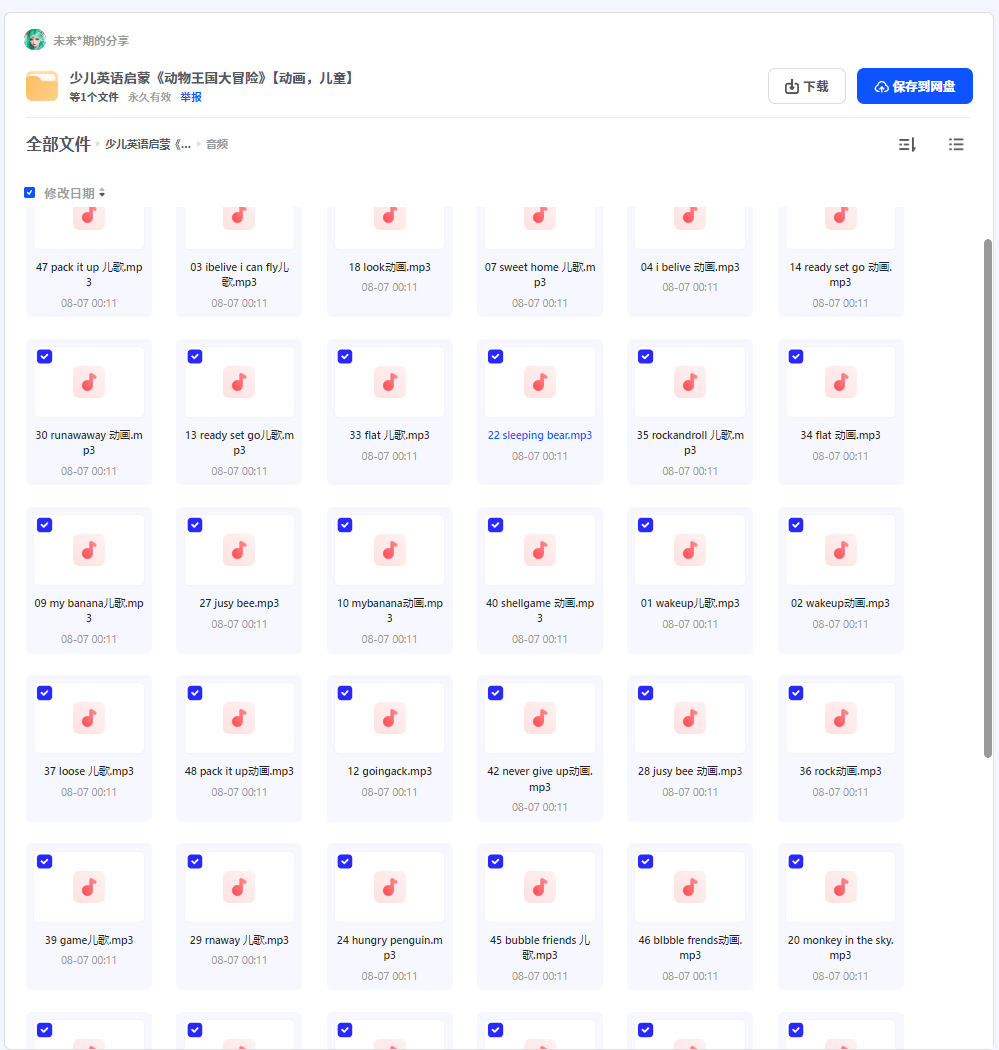 未来*期的分享
少儿英语启蒙《动物王国大冒险》【动画，儿童】
等1个文件 永久有效 举报
下载
保存到网盘
全部文件 少儿英语启蒙《... 音频
修改日期
47 pack it up 儿歌.mp
3
08-07 00:11
03 ibelive i can fly儿
歌.mp3
08-07 00:11
18 look动画.mp3
08-07 00:11
07 sweet home 儿歌.m
p3
08-07 00:11
04 i belive 动画.mp3
08-07 00:11
14 ready set go 动画.
mp3
08-07 00:11
30 runawaway 动画.m
p3
08-07 00:11
13 ready set go儿歌.m
p3
08-07 00:11
33 flat 儿歌.mp3
08-07 00:11
22 sleeping bear.mp3
08-07 00:11
35 rockandroll 儿歌.m
p3
08-07 00:11
34 flat 动画.mp3
08-07 00:11
09 my banana儿歌.mp
3
08-07 00:11
27 jusy bee.mp3
08-07 00:11
10 mybanana动画.mp
3
08-07 00:11
40 shellgame 动画.mp
3
08-07 00:11
01 wakeup儿歌.mp3
08-07 00:11
02 wakeup动画.mp3
08-07 00:11
37 loose 儿歌.mp3
08-07 00:11
48 pack it up动画.mp3
08-07 00:11
12 goingack.mp3
08-07 00:11
42 never give up动画.
mp3
08-07 00:11
28 jusy bee 动画.mp3
08-07 00:11
36 rock动画.mp3
08-07 00:11
39 game儿歌.mp3
08-07 00:11
29 rnaway 儿歌.mp3
08-07 00:11
24 hungry penguin.m
p3
08-07 00:11
45 bubble friends 儿
歌.mp3
08-07 00:11
46 blbble frends动画.
mp3
08-07 00:11
20 monkey in the sky.
mp3
08-07 00:11